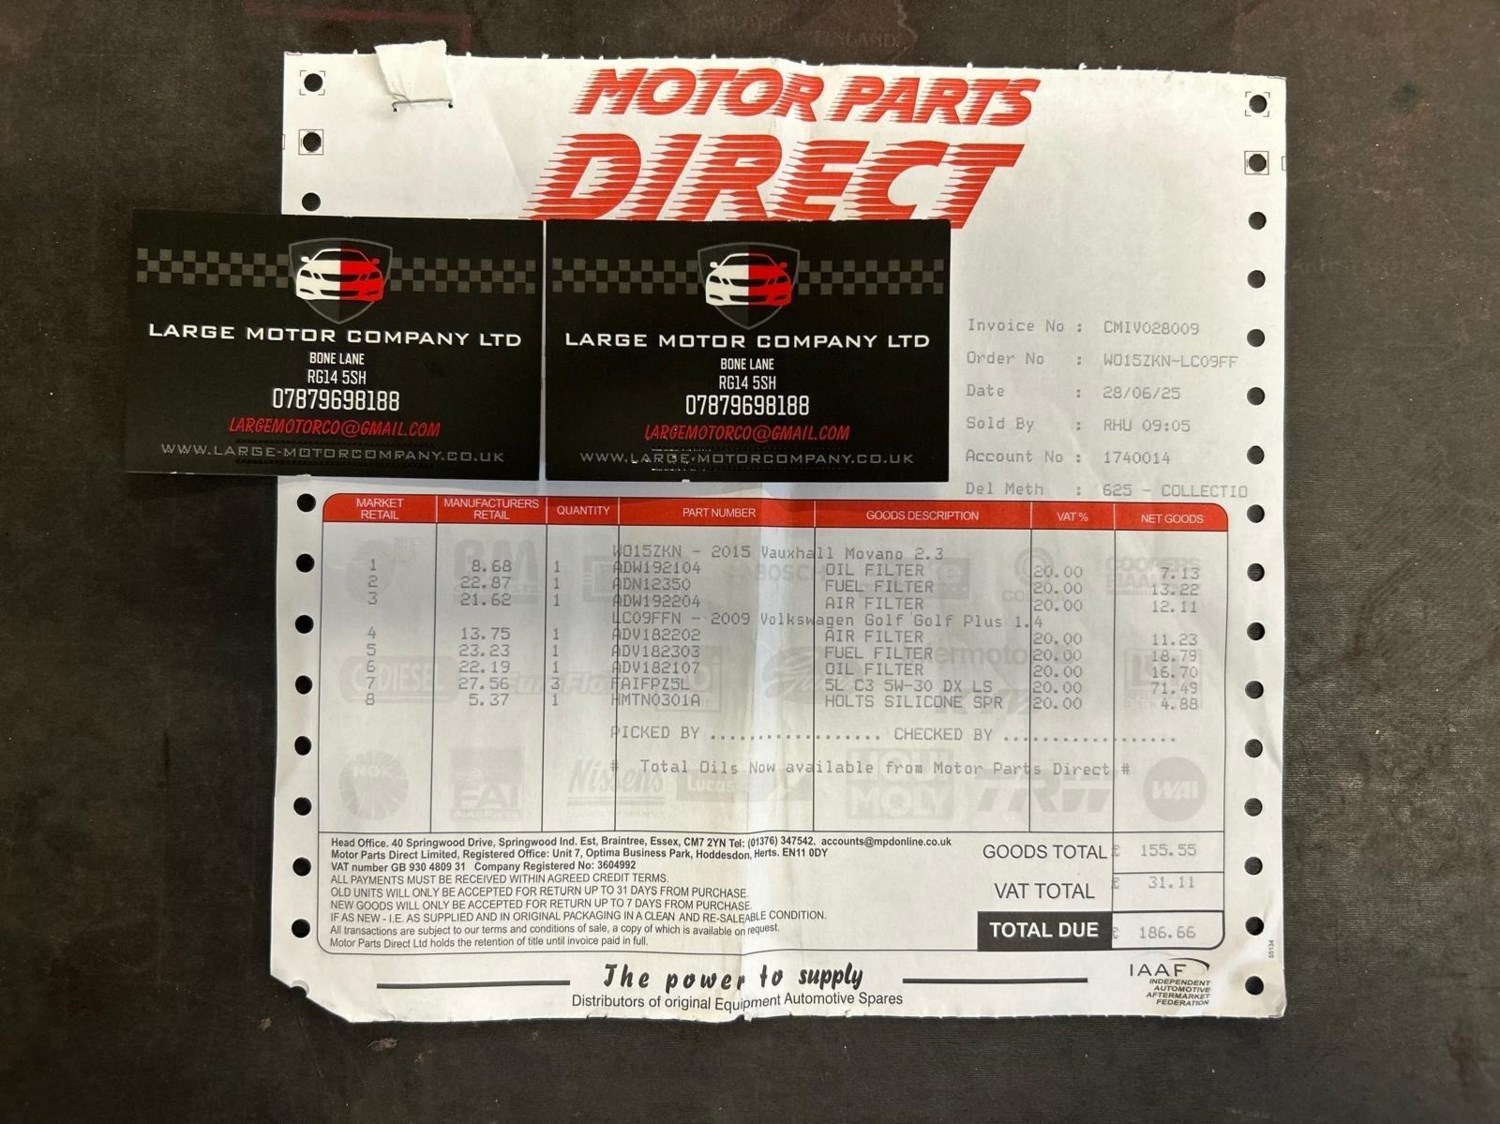 MOTOR PARTS
DIRECT
LARGE MOTOR COMPANY LTD
BONE LANE
RG14 5SH
07879698188
LARGEMOTORCO@GMAIL.COM
WWW.LARGE-MOTORCOMPANY.CO.UK
LARGE MOTOR COMPANY LTD
BONE LANE
RG14 5SH
07879698188
LARGEMOTORCO@GMAIL.COM
WWW.LARGE-MOTORCOMPANY.CO.UK
Invoice No : CMIV028009
Order No : WO15ZKN-LC09FF
Date : 28/06/25
Sold By : RHU 09:05
Account No : 1740014
Del Meth : 625 - COLLECTIO
MARKET RETAIL MANUFACTURERS RETAIL QUANTITY PART NUMBER GOODS DESCRIPTION VAT % NET GOODS
WO15ZKN - 2015 Vauxhall Movano 2.3
1 8.68 1 ADW192104 OIL FILTER 20.00 7.13
2 22.87 1 ADN12350 FUEL FILTER 20.00 13.22
3 21.62 1 ADW192204 AIR FILTER 20.00 12.11
LC09FFN - 2009 Volkswagen Golf Golf Plus 1.4
4 13.75 1 ADV182202 AIR FILTER 20.00 11.23
5 23.23 1 ADV182303 FUEL FILTER 20.00 18.79
6 22.19 1 ADV182107 OIL FILTER 20.00 16.70
7 27.56 3 FAIFPZ5L 5L C3 5W-30 DX LS 20.00 71.49
8 5.37 1 HMTN0301A HOLTS SILICONE SPR 20.00 4.88
PICKED BY .................. CHECKED BY ..................
# Total Oils Now available from Motor Parts Direct #
NGK
FAI
Nissens
Lucas
MOLY
TRW
WAI
Head Office. 40 Springwood Drive, Springwood Ind. Est, Braintree, Essex, CM7 2YN Tel: (01376) 347542. accounts@mpdonline.co.uk
Motor Parts Direct Limited, Registered Office: Unit 7, Optima Business Park, Hoddesdon, Herts. EN11 0DY
VAT number GB 930 4809 31 Company Registered No: 3604992
ALL PAYMENTS MUST BE RECEIVED WITHIN AGREED CREDIT TERMS.
OLD UNITS WILL ONLY BE ACCEPTED FOR RETURN UP TO 31 DAYS FROM PURCHASE.
NEW GOODS WILL ONLY BE ACCEPTED FOR RETURN UP TO 7 DAYS FROM PURCHASE.
IF AS NEW - I.E. AS SUPPLIED AND IN ORIGINAL PACKAGING IN A CLEAN AND RE-SALEABLE CONDITION.
All transactions are subject to our terms and conditions of sale, a copy of which is available on request.
Motor Parts Direct Ltd holds the retention of title until invoice paid in full.
GOODS TOTAL £ 155.55
VAT TOTAL £ 31.11
TOTAL DUE £ 186.66
The power to supply
Distributors of original Equipment Automotive Spares
IAAF
INDEPENDENT
AUTOMOTIVE
AFTERMARKET
FEDERATION